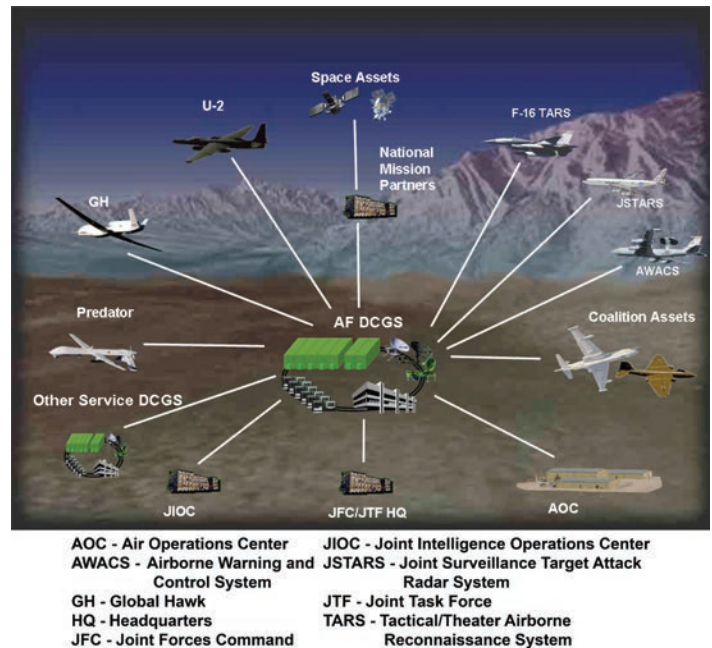 Space Assets
U-2
F-16 TARS
National
Mission
Partners
GH
JSTARS
AWACS
Predator
AF DCGS
Coalition Assets
Other Service DCGS
JIOC
JFC/JTF HQ
AOC
AOC - Air Operations Center
AWACS - Airborne Warning and
Control System
GH - Global Hawk
HQ - Headquarters
JFC - Joint Forces Command
JIOC - Joint Intelligence Operations Center
JSTARS - Joint Surveillance Target Attack
Radar System
JTF - Joint Task Force
TARS - Tactical/Theater Airborne
Reconnaissance System